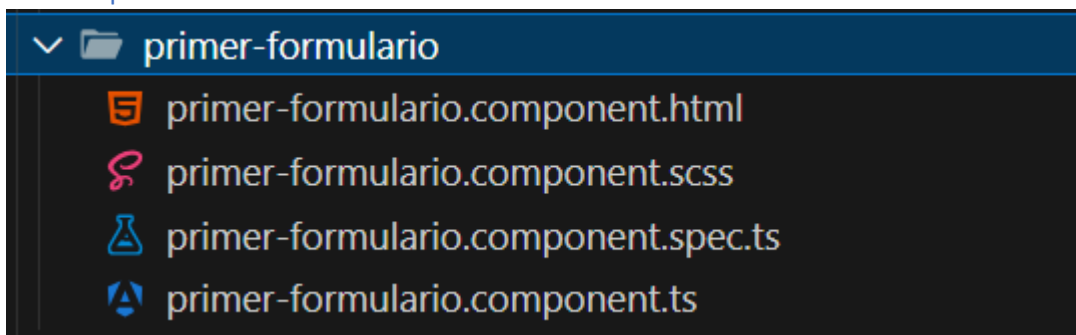 primer-formulario
primer-formulario.component.html
primer-formulario.component.scss
primer-formulario.component.spec.ts
primer-formulario.component.ts